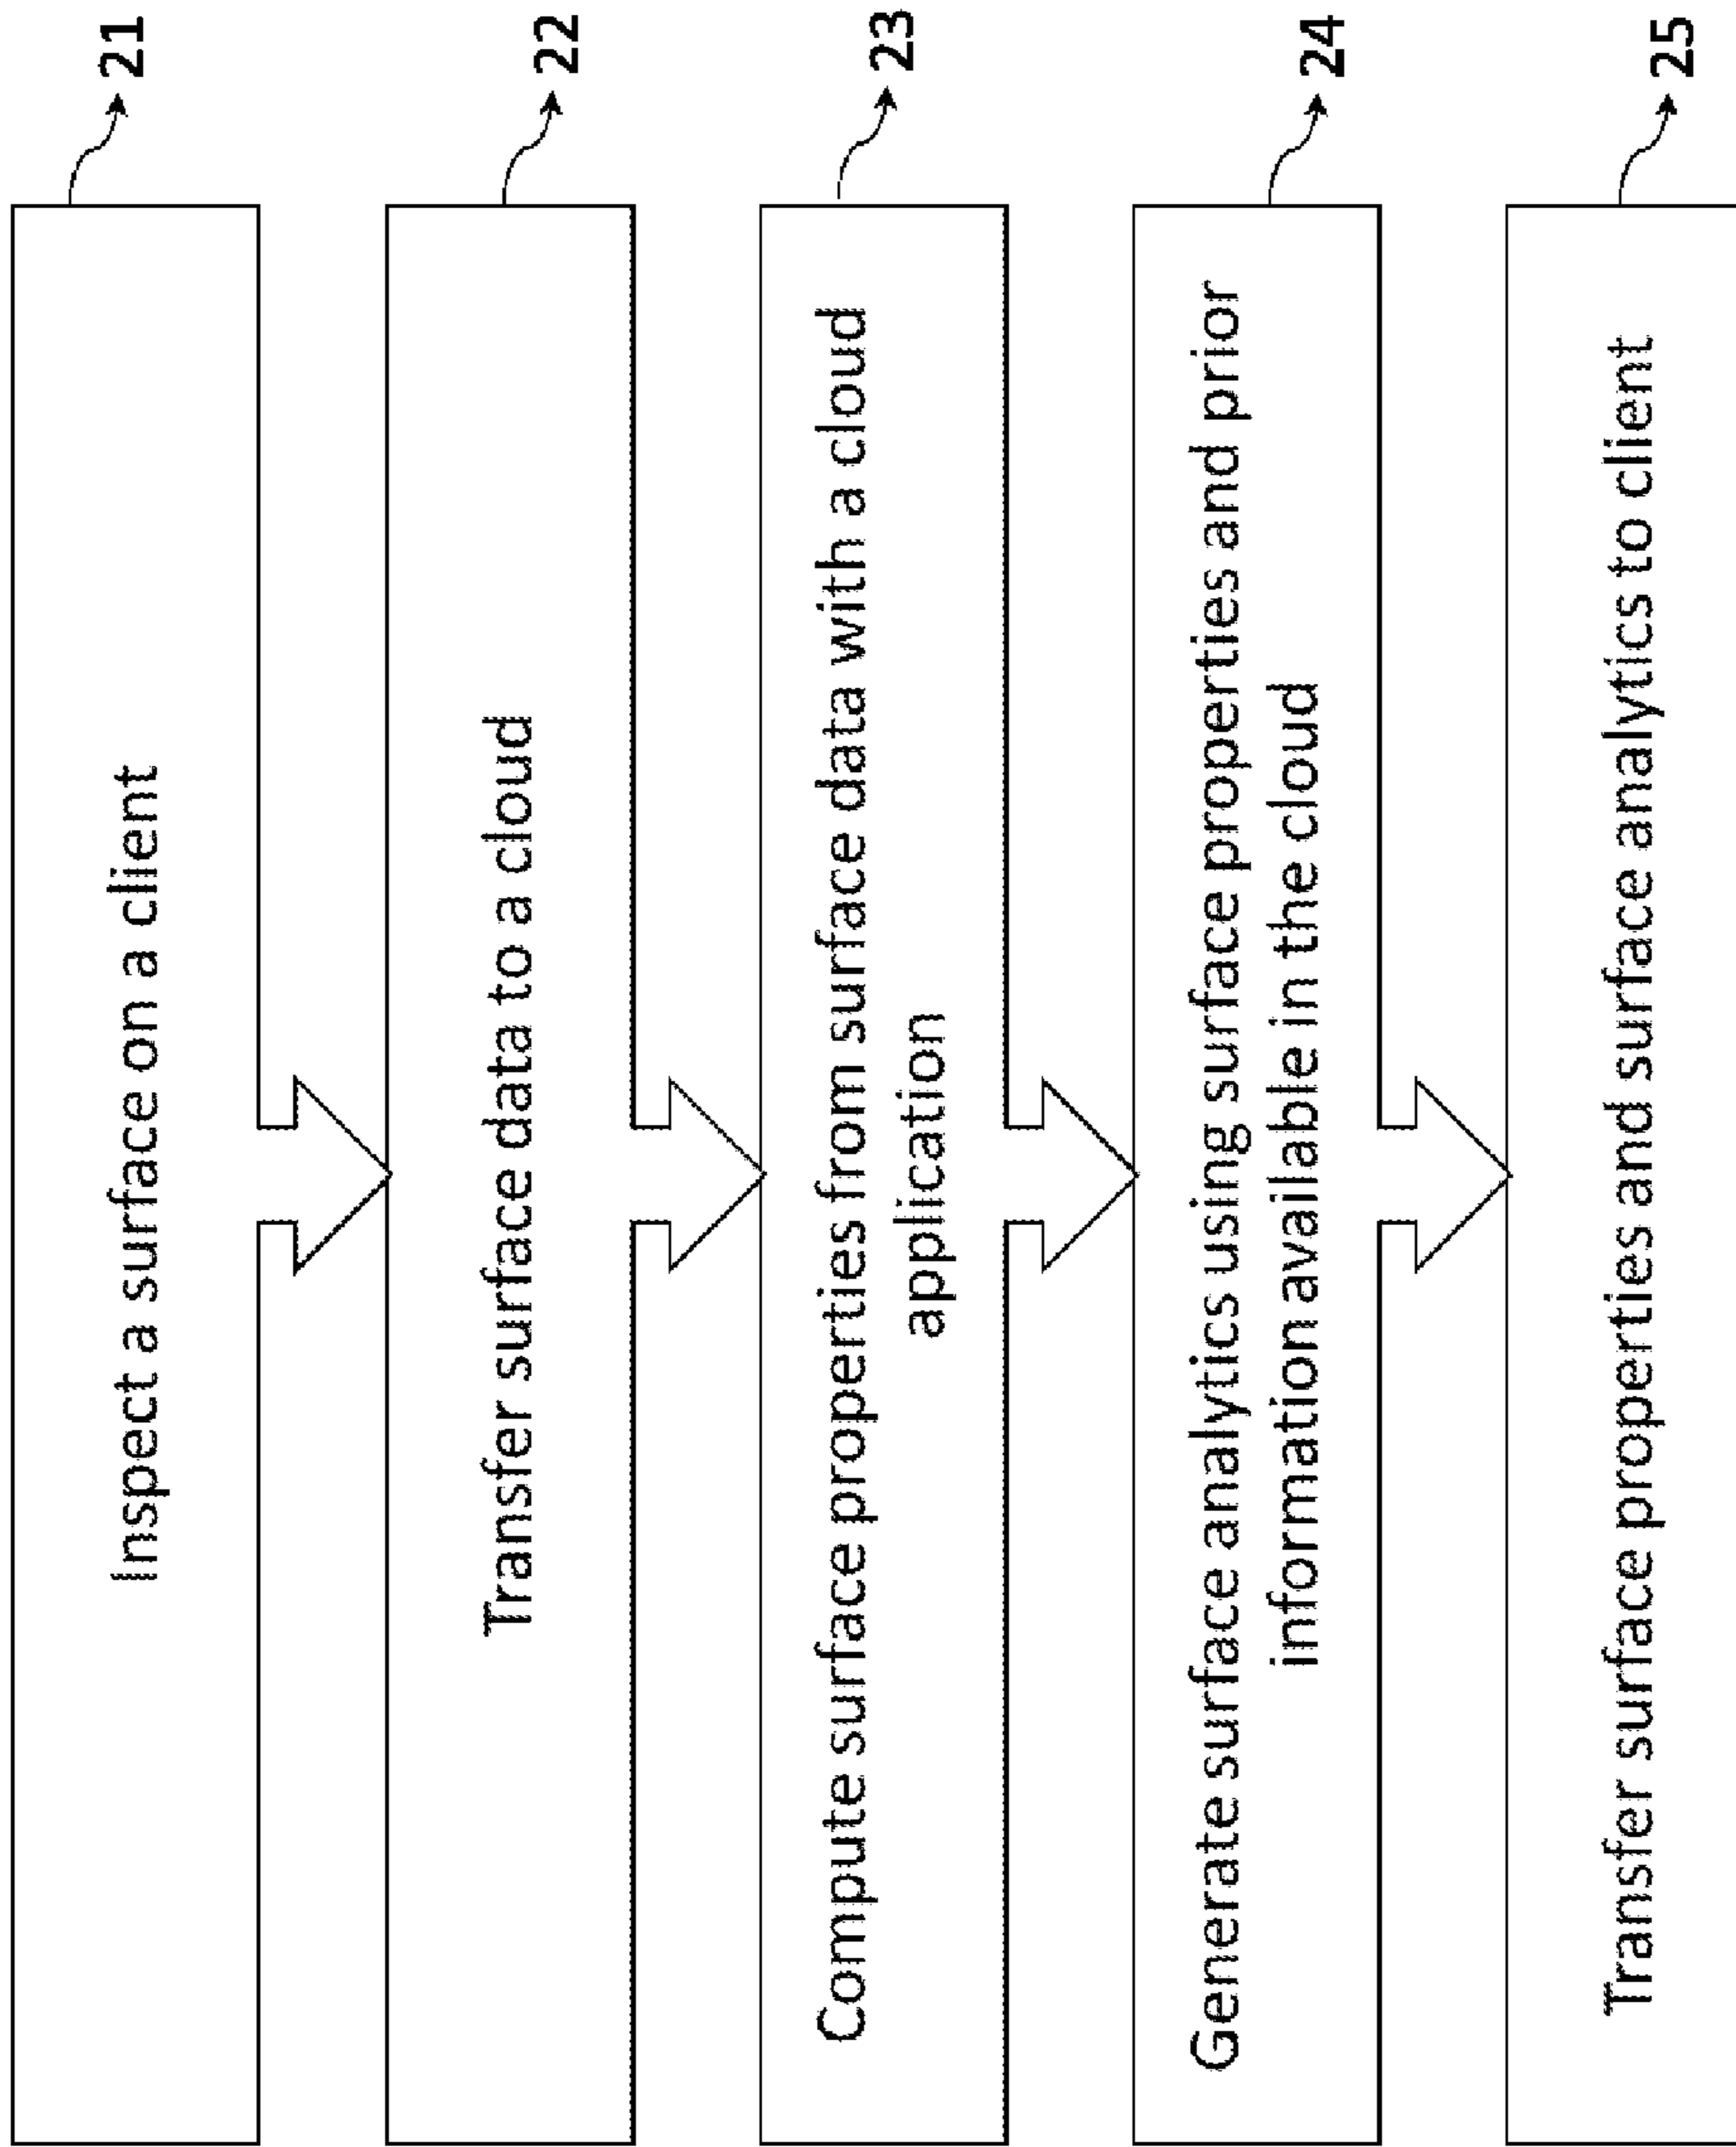 Inspect a surface on a client
21
Transfer surface data to a cloud
22
Compute surface properties from surface data with a cloud
application
23
Generate surface analytics using surface properties and prior
information available in the cloud
24
Transfer surface properties and surface analytics to client
25